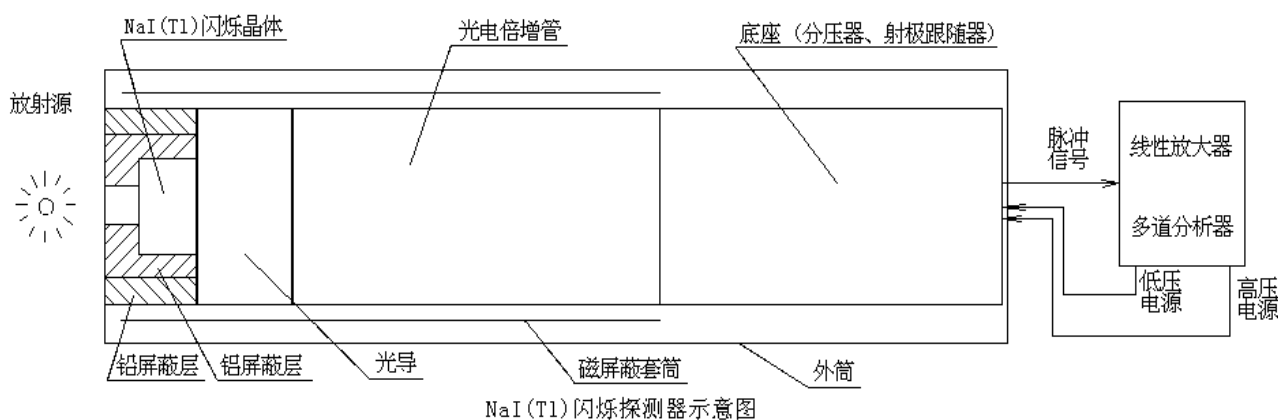 NaI(Tl)闪烁晶体
光电倍增管
底座（分压器、射极跟随器）
放射源
脉冲
信号
线性放大器
多道分析器
低压
电源
高压
电源
铅屏蔽层
铝屏蔽层
光导
磁屏蔽套筒
外筒
NaI(Tl)闪烁探测器示意图